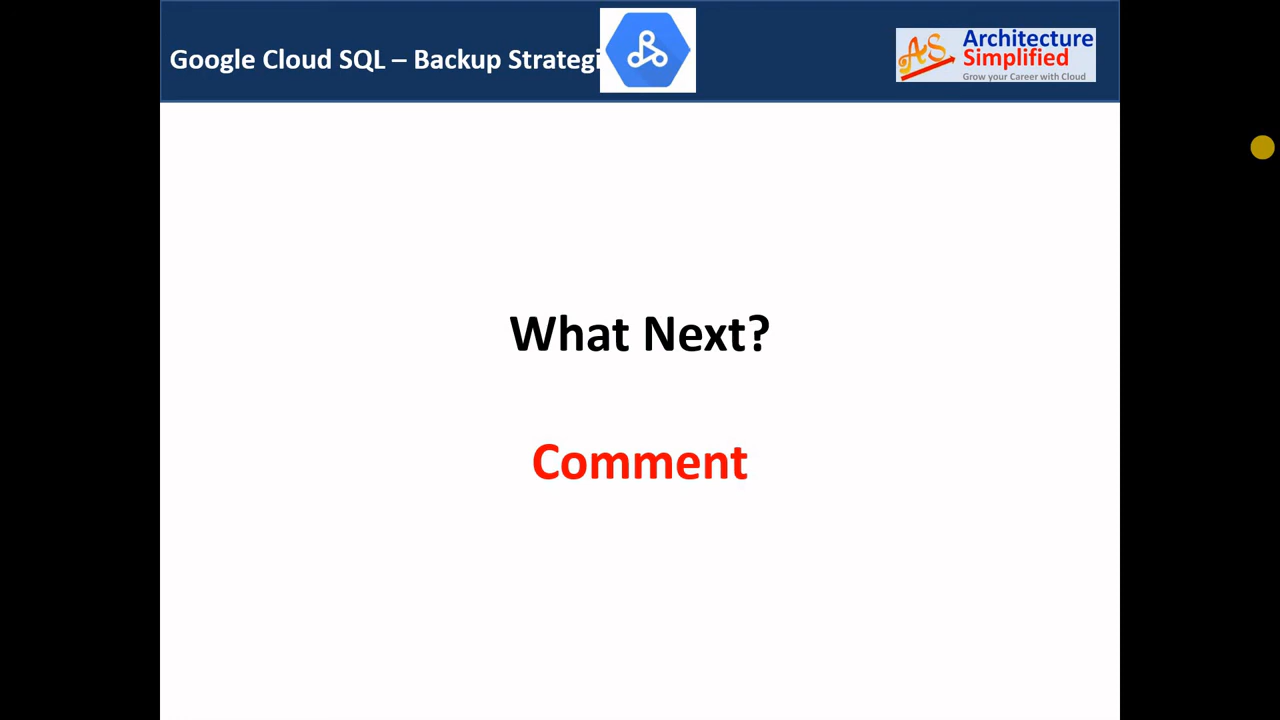 Google Cloud SQL – Backup Strategi
Architecture
Simplified
Grow your Career with Cloud
What Next?
Comment